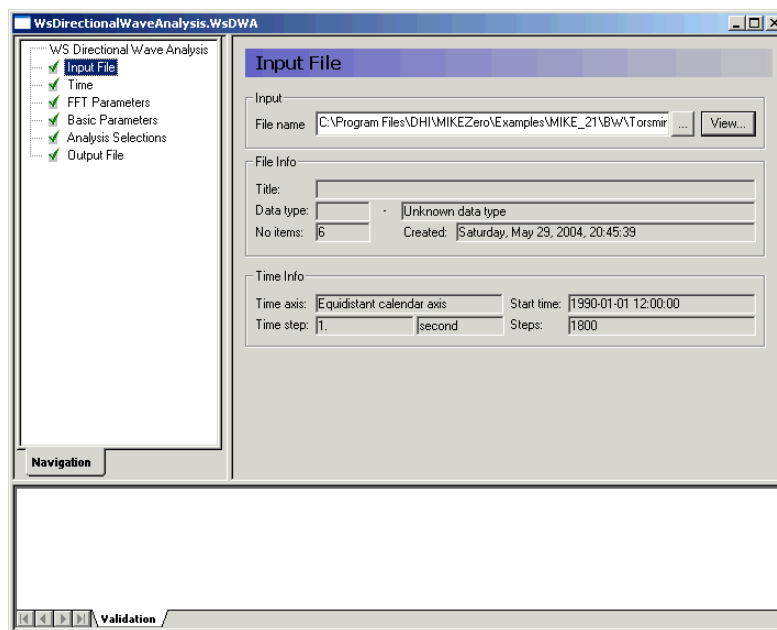 WsDirectionalWaveAnalysis.WsDWA
WS Directional Wave Analysis
Input File
Time
FFT Parameters
Basic Parameters
Analysis Selections
Output File
Navigation
Input File
Input
File name C:\Program Files\DHI\MIKEZero\Examples\MIKE_21\BW\Torsmir ... View...
File Info
Title:
Data type: - Unknown data type
No items: 6 Created: Saturday, May 29, 2004, 20:45:39
Time Info
Time axis: Equidistant calendar axis Start time: 1990-01-01 12:00:00
Time step: 1. second Steps: 1800
Validation